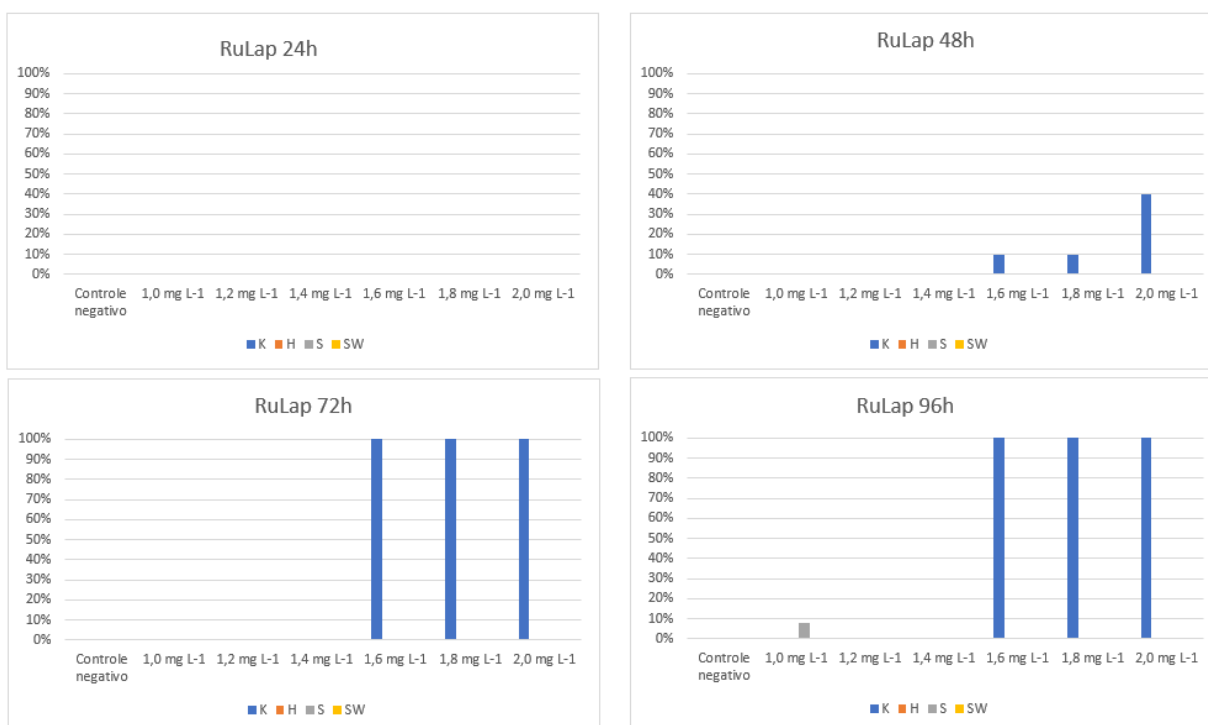 RuLap 24h
100%
90%
80%
70%
60%
50%
40%
30%
20%
10%
0%
Controle 1,0 mg L-1 1,2 mg L-1 1,4 mg L-1 1,6 mg L-1 1,8 mg L-1 2,0 mg L-1
negativo
K H S SW
RuLap 48h
100%
90%
80%
70%
60%
50%
40%
30%
20%
10%
0%
Controle 1,0 mg L-1 1,2 mg L-1 1,4 mg L-1 1,6 mg L-1 1,8 mg L-1 2,0 mg L-1
negativo
K H S SW
RuLap 72h
100%
90%
80%
70%
60%
50%
40%
30%
20%
10%
0%
Controle 1,0 mg L-1 1,2 mg L-1 1,4 mg L-1 1,6 mg L-1 1,8 mg L-1 2,0 mg L-1
negativo
K H S SW
RuLap 96h
100%
90%
80%
70%
60%
50%
40%
30%
20%
10%
0%
Controle 1,0 mg L-1 1,2 mg L-1 1,4 mg L-1 1,6 mg L-1 1,8 mg L-1 2,0 mg L-1
negativo
K H S SW